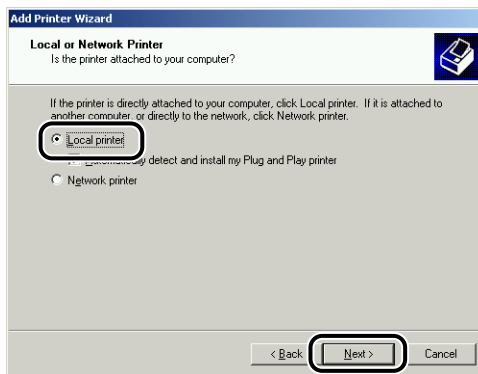 Add Printer Wizard
Local or Network Printer
Is the printer attached to your computer?
If the printer is directly attached to your computer, click Local printer. If it is attached to
another computer, or directly to the network, click Network printer.
Local printer
Automatically detect and install my Plug and Play printer
Network printer
< Back Next > Cancel